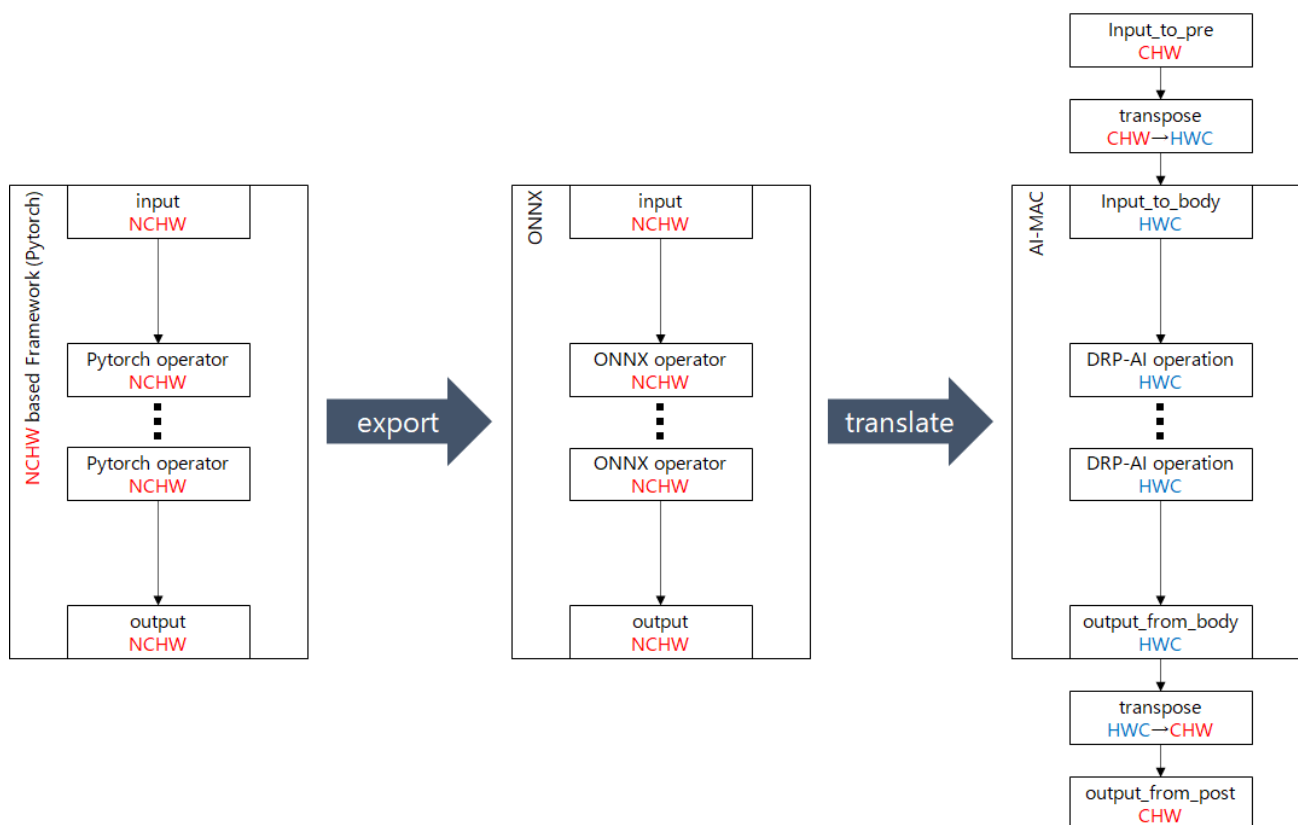 NCHW based Framework (Pytorch)
input
NCHW
Pytorch operator
NCHW
Pytorch operator
NCHW
output
NCHW
export
ONNX
input
NCHW
ONNX operator
NCHW
ONNX operator
NCHW
output
NCHW
translate
Input_to_pre
CHW
transpose
CHW→HWC
AI-MAC
Input_to_body
HWC
DRP-AI operation
HWC
DRP-AI operation
HWC
output_from_body
HWC
transpose
HWC→CHW
output_from_post
CHW